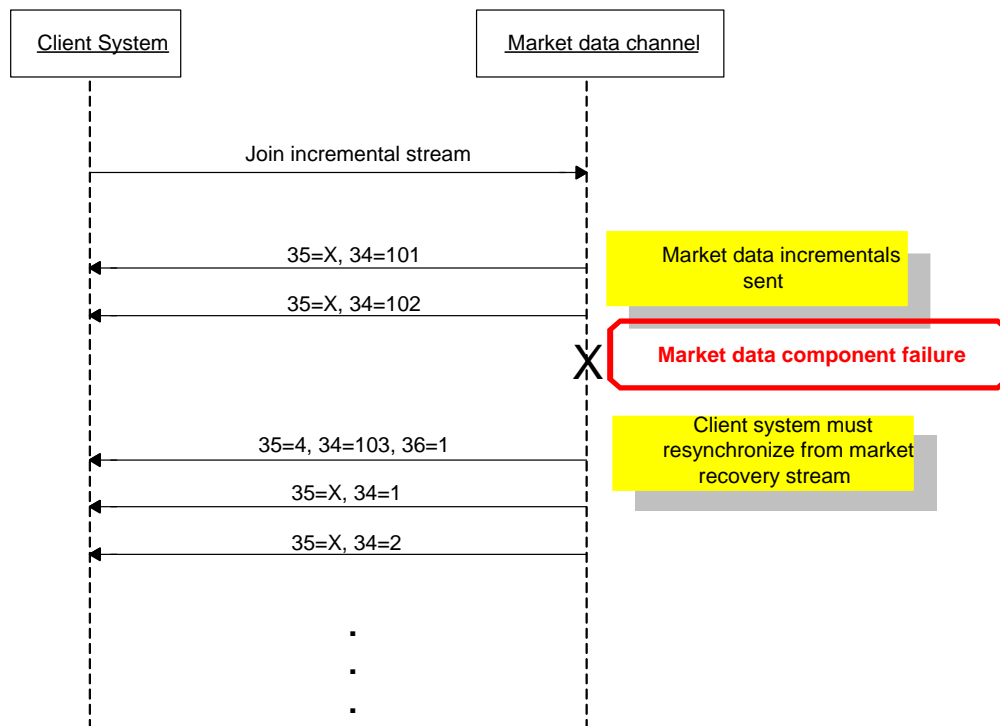 Client System
Market data channel
Join incremental stream
35=X, 34=101
Market data incrementals
sent
35=X, 34=102
X
Market data component failure
Client system must
resynchronize from market
recovery stream
35=4, 34=103, 36=1
35=X, 34=1
35=X, 34=2
.
.
.